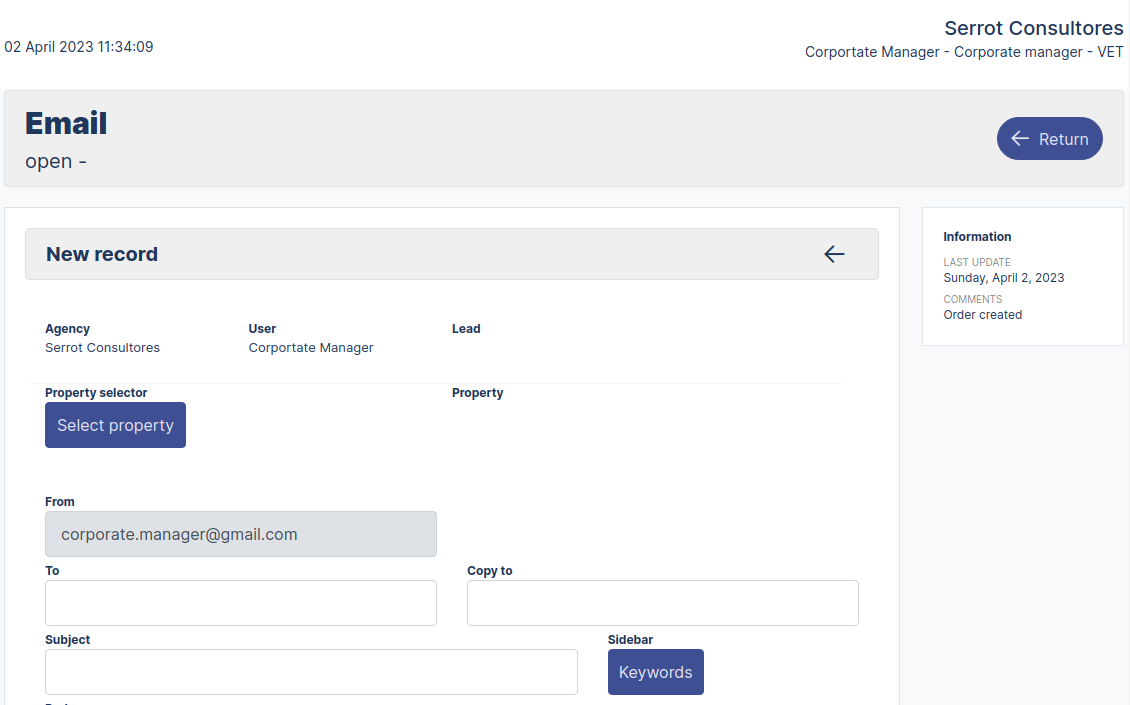 Serrot Consultores
02 April 2023 11:34:09
Corportate Manager - Corporate manager - VET
Email
open -
Return
New record
Agency
Serrot Consultores
User
Corportate Manager
Lead
Property selector
Select property
Property
From
corporate.manager@gmail.com
To
Copy to
Subject
Sidebar
Keywords
Information
LAST UPDATE
Sunday, April 2, 2023
COMMENTS
Order created